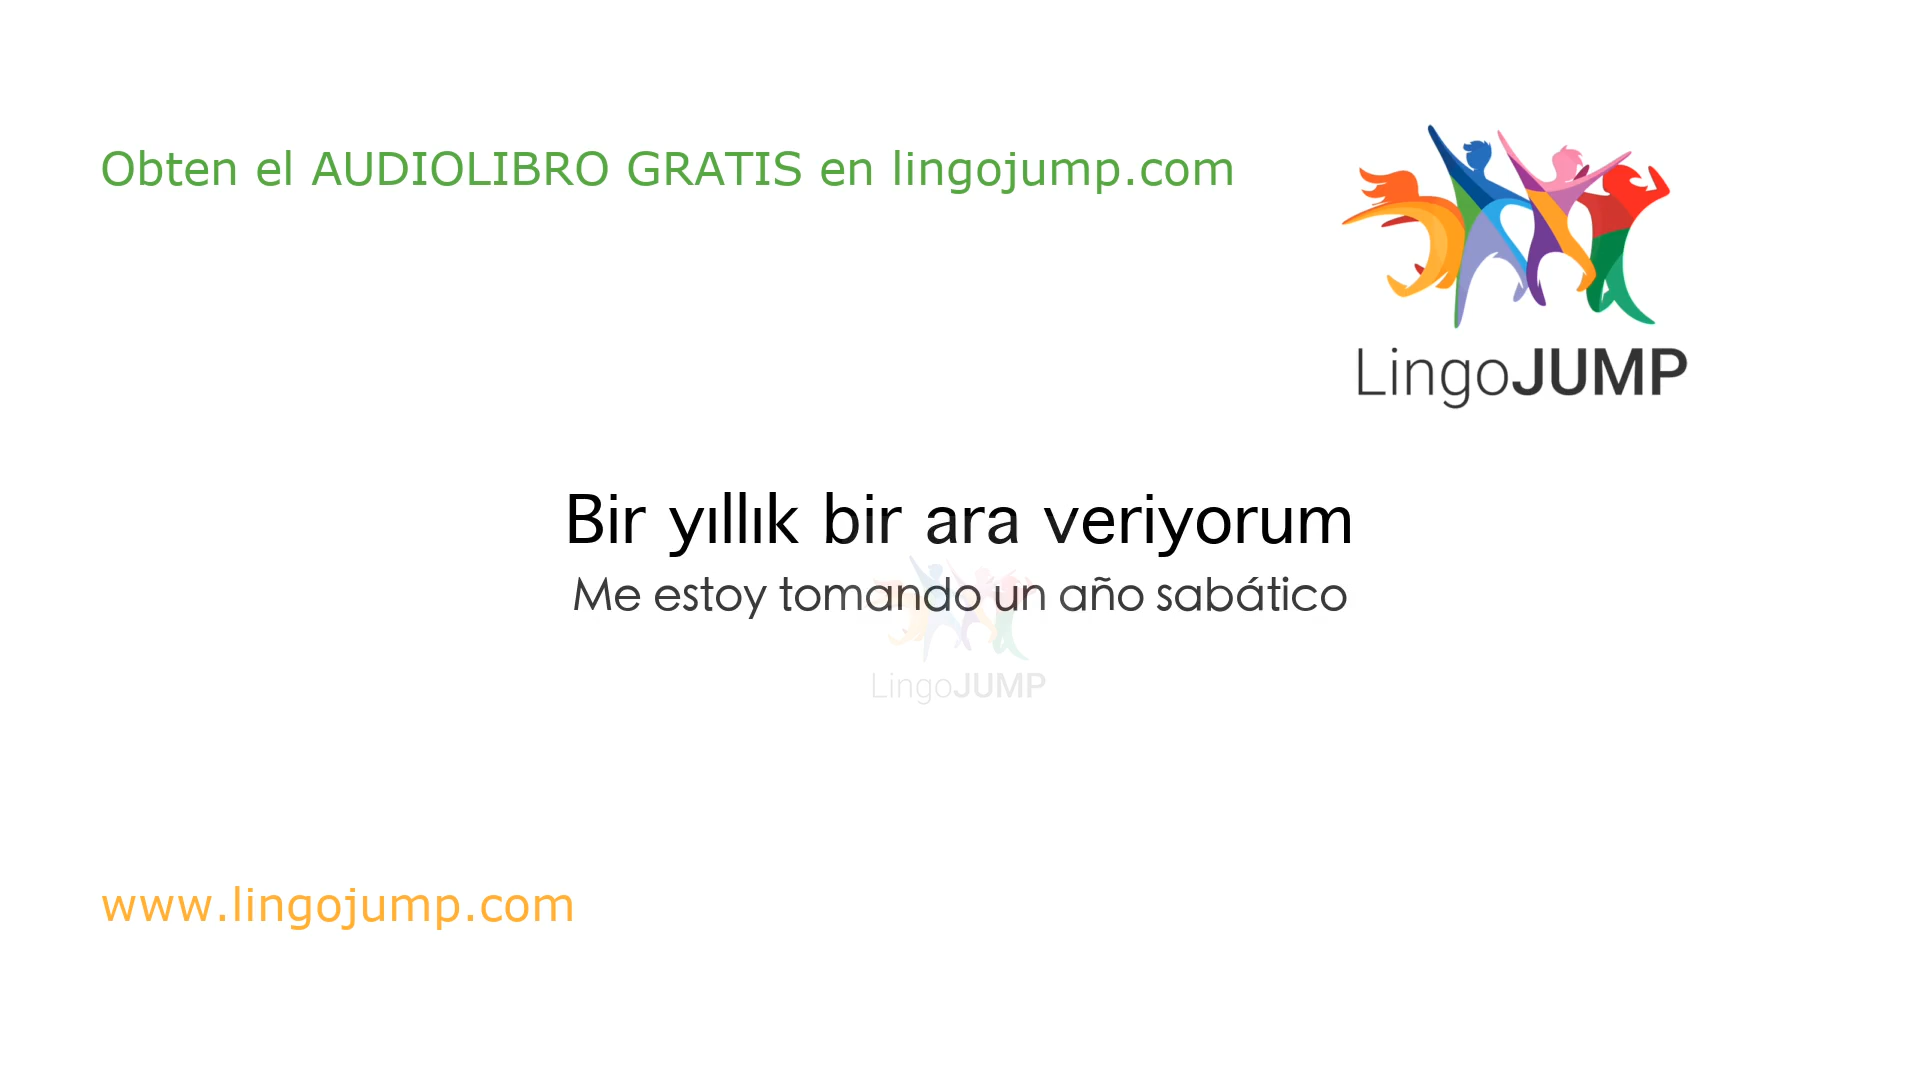 Obten el AUDIOLIBRO GRATIS en lingojump.com
LingoJUMP
Bir yıllık bir ara veriyorum
Me estoy tomando un año sabático
LingoJUMP
www.lingojump.com